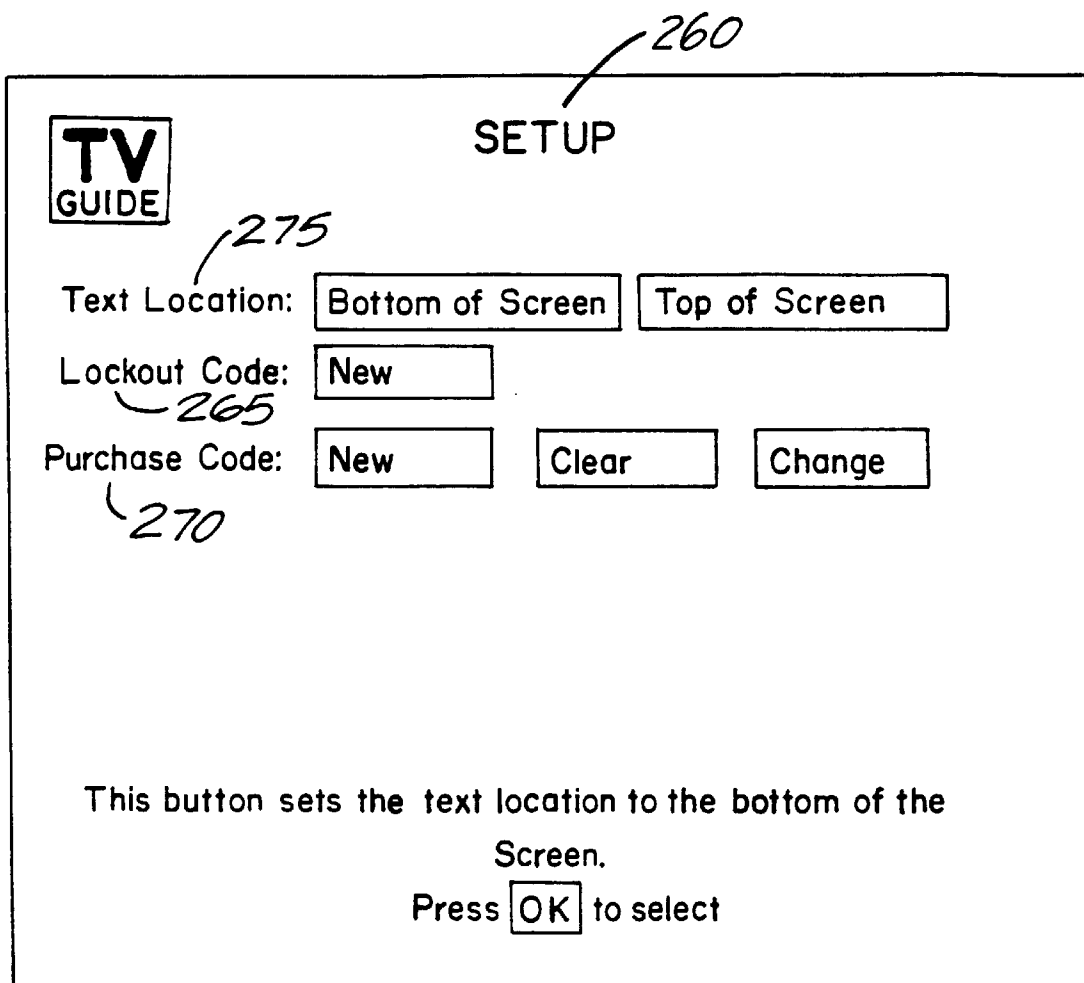 260
SETUP
TV
GUIDE
275
Text Location: Bottom of Screen Top of Screen
Lockout Code: New
265
Purchase Code: New Clear Change
270
This button sets the text location to the bottom of the
Screen.
Press OK to select